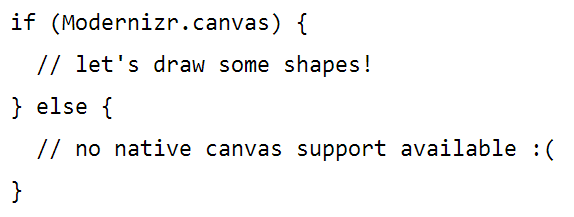 if (Modernizr.canvas) {
  // let's draw some shapes!
} else {
  // no native canvas support available :(
}